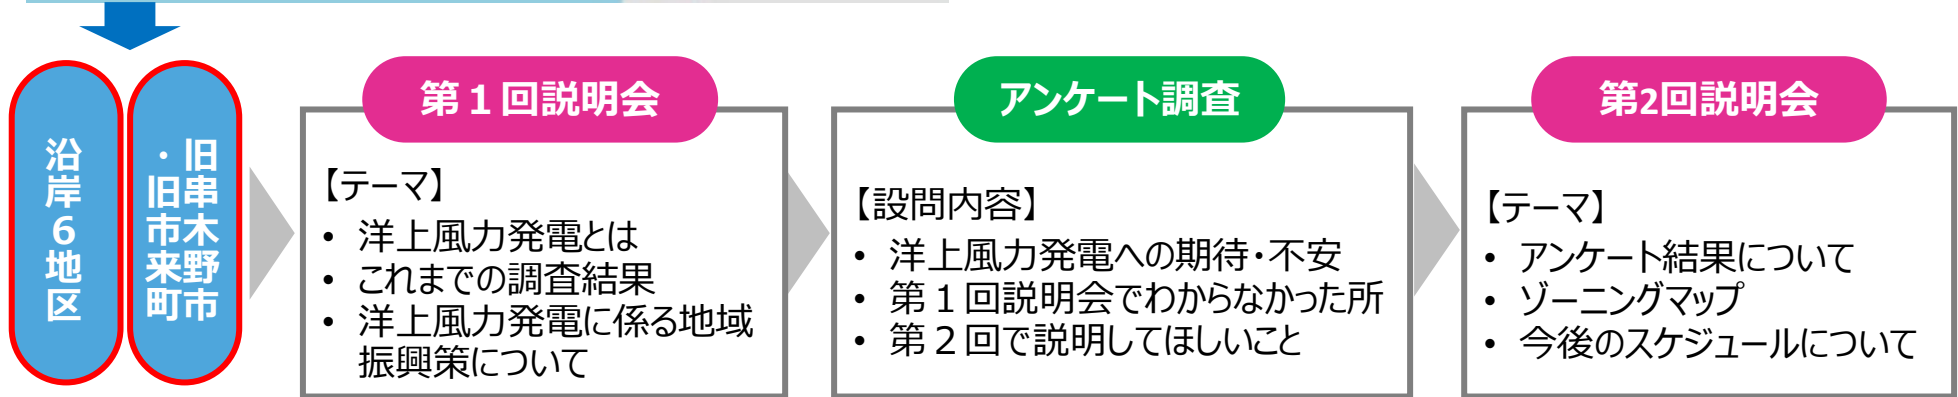 沿岸６地区
旧串木野市
・旧市来町
第１回説明会
【テーマ】
• 洋上風力発電とは
• これまでの調査結果
• 洋上風力発電に係る地域
振興策について
アンケート調査
【設問内容】
• 洋上風力発電への期待・不安
• 第１回説明会でわからなかった所
• 第２回で説明してほしいこと
第2回説明会
【テーマ】
• アンケート結果について
• ゾーニングマップ
• 今後のスケジュールについて